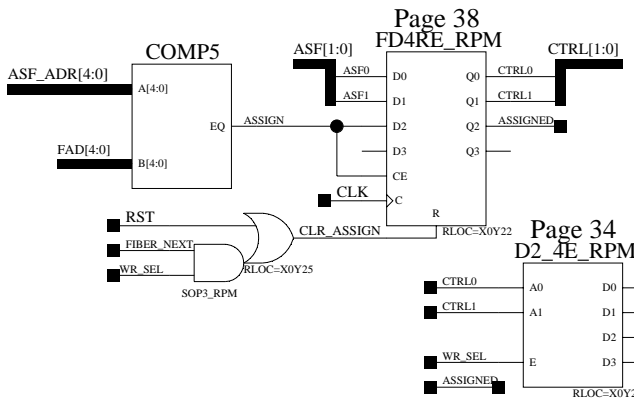 Page 38
FD4RE_RPM
COMP5
ASF[1:0]
CTRL[1:0]
ASF_ADR[4:0]
A[4:0]
ASF0
D0
Q0
CTRL0
ASF1
D1
Q1
CTRL1
EQ
ASSIGN
D2
Q2
ASSIGNED
FAD[4:0]
B[4:0]
D3
Q3
CE
CLK
C
R
RST
CLR_ASSIGN
RLOC=X0Y22
FIBER_NEXT
WR_SEL
RLOC=X0Y25
SOP3_RPM
Page 34
D2_4E_RPM
CTRL0
A0
D0
CTRL1
A1
D1
D2
WR_SEL
E
D3
ASSIGNED